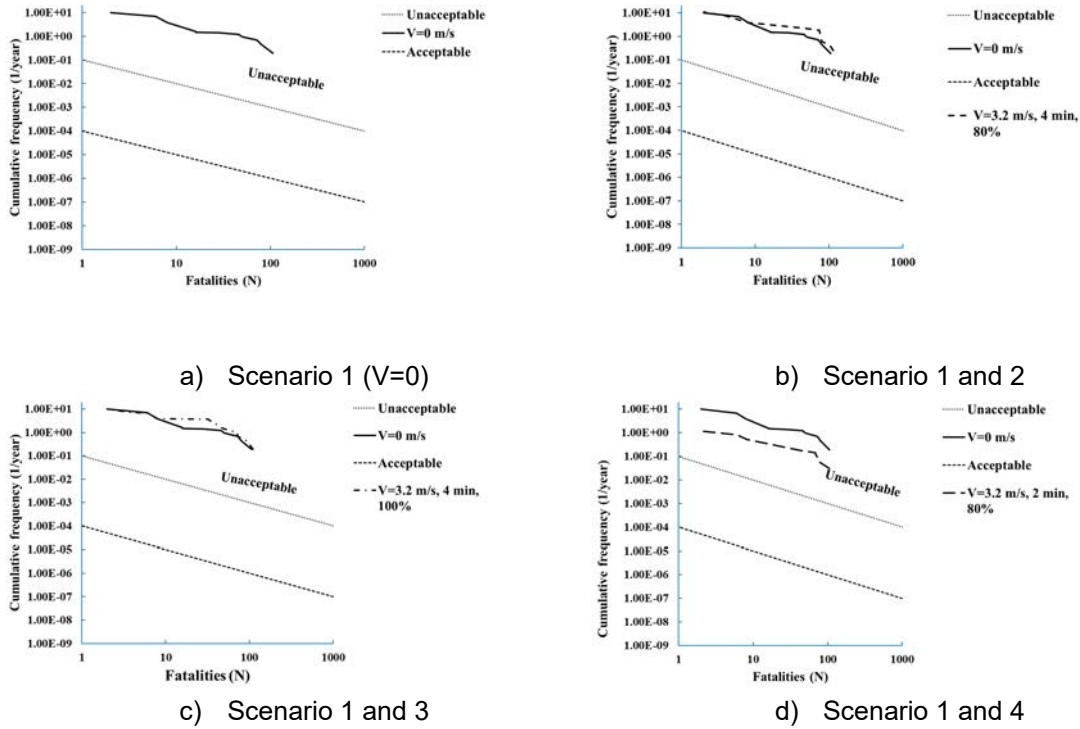 Cumulative frequency (1/year)
1.00E+01
1.00E+00
1.00E-01
1.00E-02
1.00E-03
1.00E-04
1.00E-05
1.00E-06
1.00E-07
1.00E-08
1.00E-09
1 10 100 1000
Fatalities (N)
Unacceptable
Unacceptable
V=0 m/s
Acceptable
a) Scenario 1 (V=0)
Cumulative frequency (1/year)
1.00E+01
1.00E+00
1.00E-01
1.00E-02
1.00E-03
1.00E-04
1.00E-05
1.00E-06
1.00E-07
1.00E-08
1.00E-09
1 10 100 1000
Fatalities (N)
Unacceptable
Unacceptable
V=0 m/s
Acceptable
V=3.2 m/s, 4 min,
80%
b) Scenario 1 and 2
Cumulative frequency (1/year)
1.00E+01
1.00E+00
1.00E-01
1.00E-02
1.00E-03
1.00E-04
1.00E-05
1.00E-06
1.00E-07
1.00E-08
1.00E-09
1 10 100 1000
Fatalities (N)
Unacceptable
Unacceptable
V=0 m/s
Acceptable
V=3.2 m/s, 4 min,
100%
c) Scenario 1 and 3
Cumulative frequency (1/year)
1.00E+01
1.00E+00
1.00E-01
1.00E-02
1.00E-03
1.00E-04
1.00E-05
1.00E-06
1.00E-07
1.00E-08
1.00E-09
1 10 100 1000
Fatalities (N)
Unacceptable
Unacceptable
V=0 m/s
Acceptable
V=3.2 m/s, 2 min,
80%
d) Scenario 1 and 4